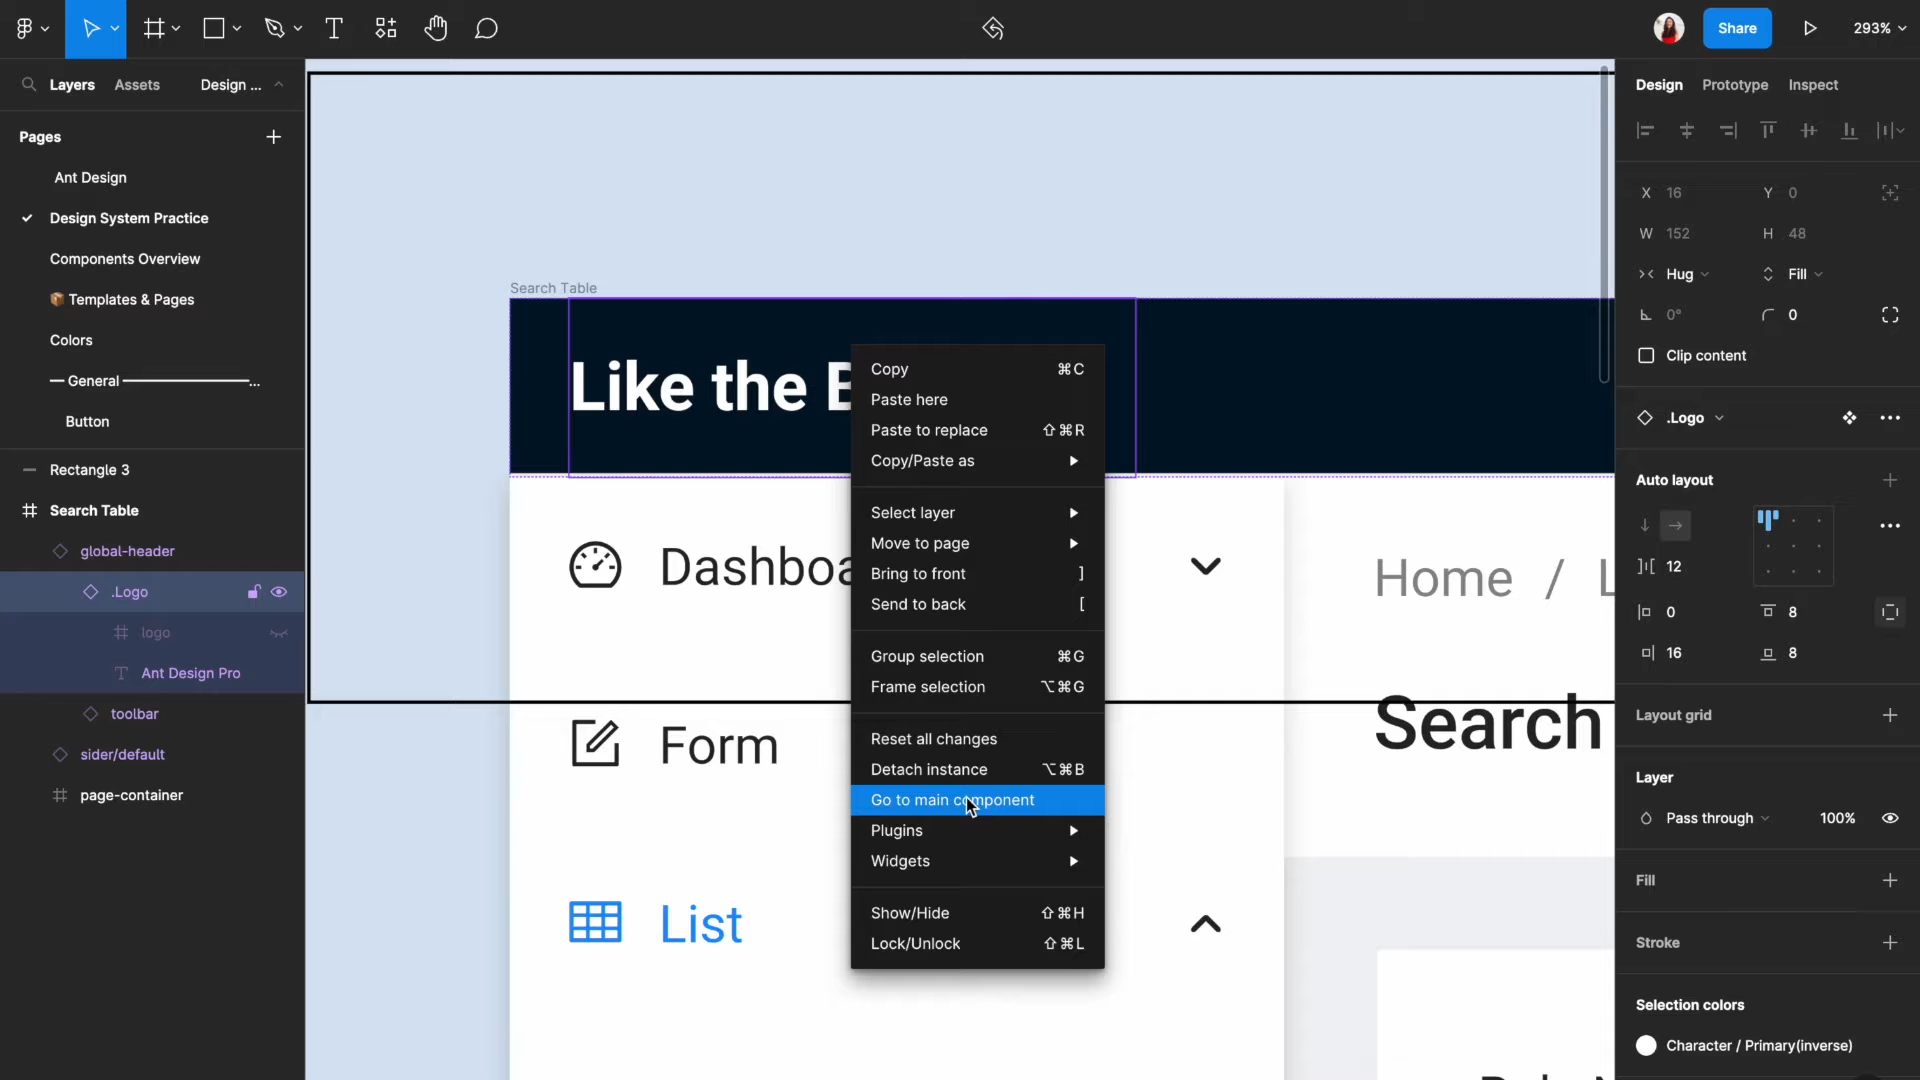 Share
293%
Layers
Assets
Design ...
Pages
Ant Design
Design System Practice
Components Overview
📦 Templates & Pages
Colors
— General ————————...
Button
Rectangle 3
Search Table
global-header
.Logo
logo
Ant Design Pro
toolbar
sider/default
page-container
Search Table
Like the B
Dashboa
Form
List
Home / L
Search
Copy ⌘C
Paste here
Paste to replace ⇧⌘R
Copy/Paste as
Select layer
Move to page
Bring to front ]
Send to back [
Group selection ⌘G
Frame selection ⌥⌘G
Reset all changes
Detach instance ⌥⌘B
Go to main component
Plugins
Widgets
Show/Hide ⇧⌘H
Lock/Unlock ⇧⌘L
Design
Prototype
Inspect
X 16
Y 0
W 152
H 48
Hug
Fill
0°
0
Clip content
.Logo
Auto layout
12
0
8
16
8
Layout grid
Layer
Pass through
100%
Fill
Stroke
Selection colors
Character / Primary(inverse)